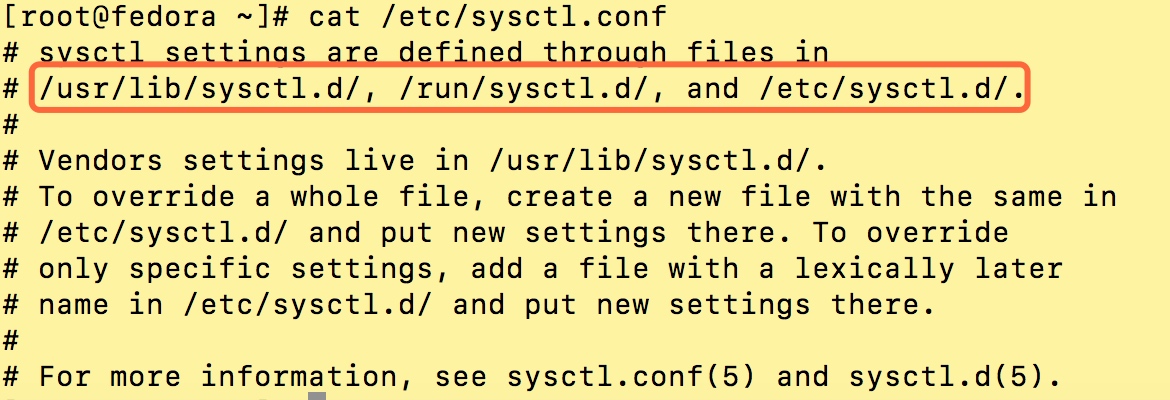 [root@fedora ~]# cat /etc/sysctl.conf
# sysctl settings are defined through files in
# /usr/lib/sysctl.d/, /run/sysctl.d/, and /etc/sysctl.d/.
#
# Vendors settings live in /usr/lib/sysctl.d/.
# To override a whole file, create a new file with the same in
# /etc/sysctl.d/ and put new settings there. To override
# only specific settings, add a file with a lexically later
# name in /etc/sysctl.d/ and put new settings there.
#
# For more information, see sysctl.conf(5) and sysctl.d(5).